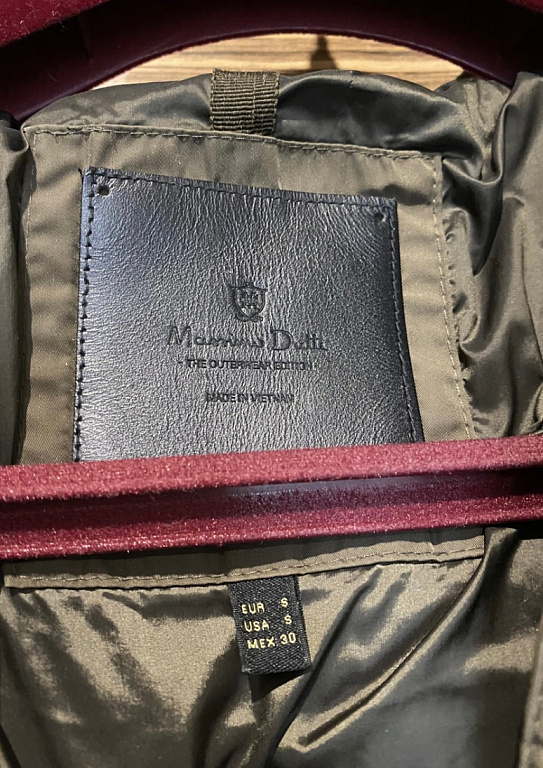 Massimo Dutti
- THE OUTERWEAR EDITION -
MADE IN VIETNAM
EUR S
USA S
MEX 30